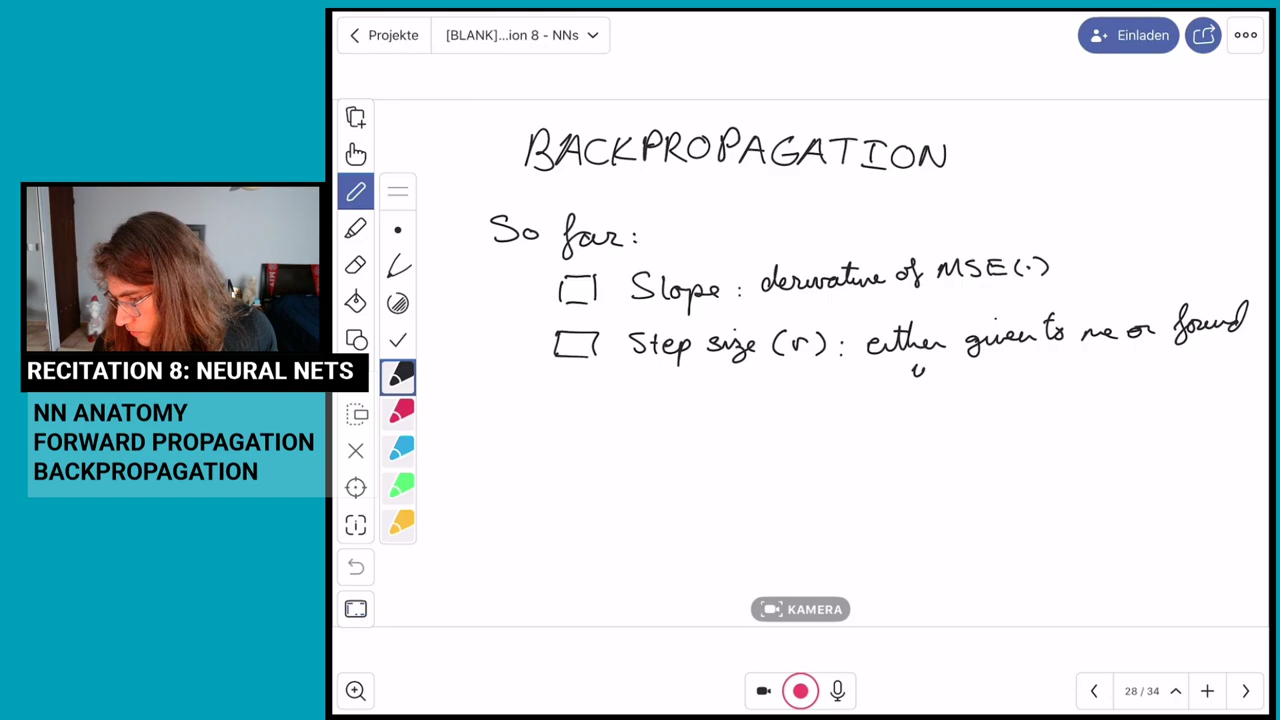 Projekte
[BLANK]...ion 8 - NNs
Einladen
BACKPROPAGATION
So far:
Slope: derivative of MSE(·)
Step size (r): either given to me or found
RECITATION 8: NEURAL NETS
NN ANATOMY
FORWARD PROPAGATION
BACKPROPAGATION
KAMERA
28 / 34